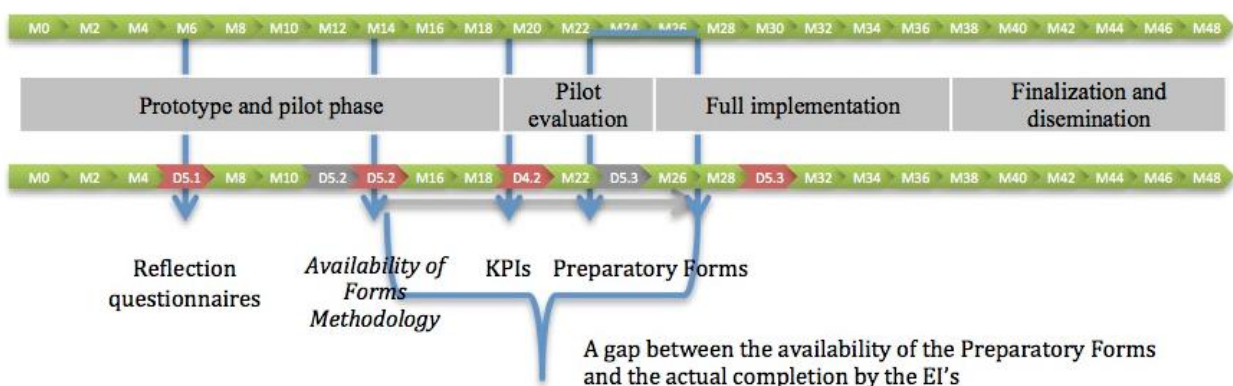 M0 M2 M4 M6 M8 M10 M12 M14 M16 M18 M20 M22 M24 M26 M28 M30 M32 M34 M36 M38 M40 M42 M44 M46 M48
Prototype and pilot phase
Pilot
evaluation
Full implementation
Finalization and
disemination
M0 M2 M4 D5.1 M8 M10 D5.2 D5.2 M16 M18 D4.2 M22 D5.3 M26 M28 D5.3 M32 M34 M36 M38 M40 M42 M44 M46 M48
Reflection
questionnaires
Availability of
Forms
Methodology
KPIs
Preparatory Forms
A gap between the availability of the Preparatory Forms
and the actual completion by the EI's